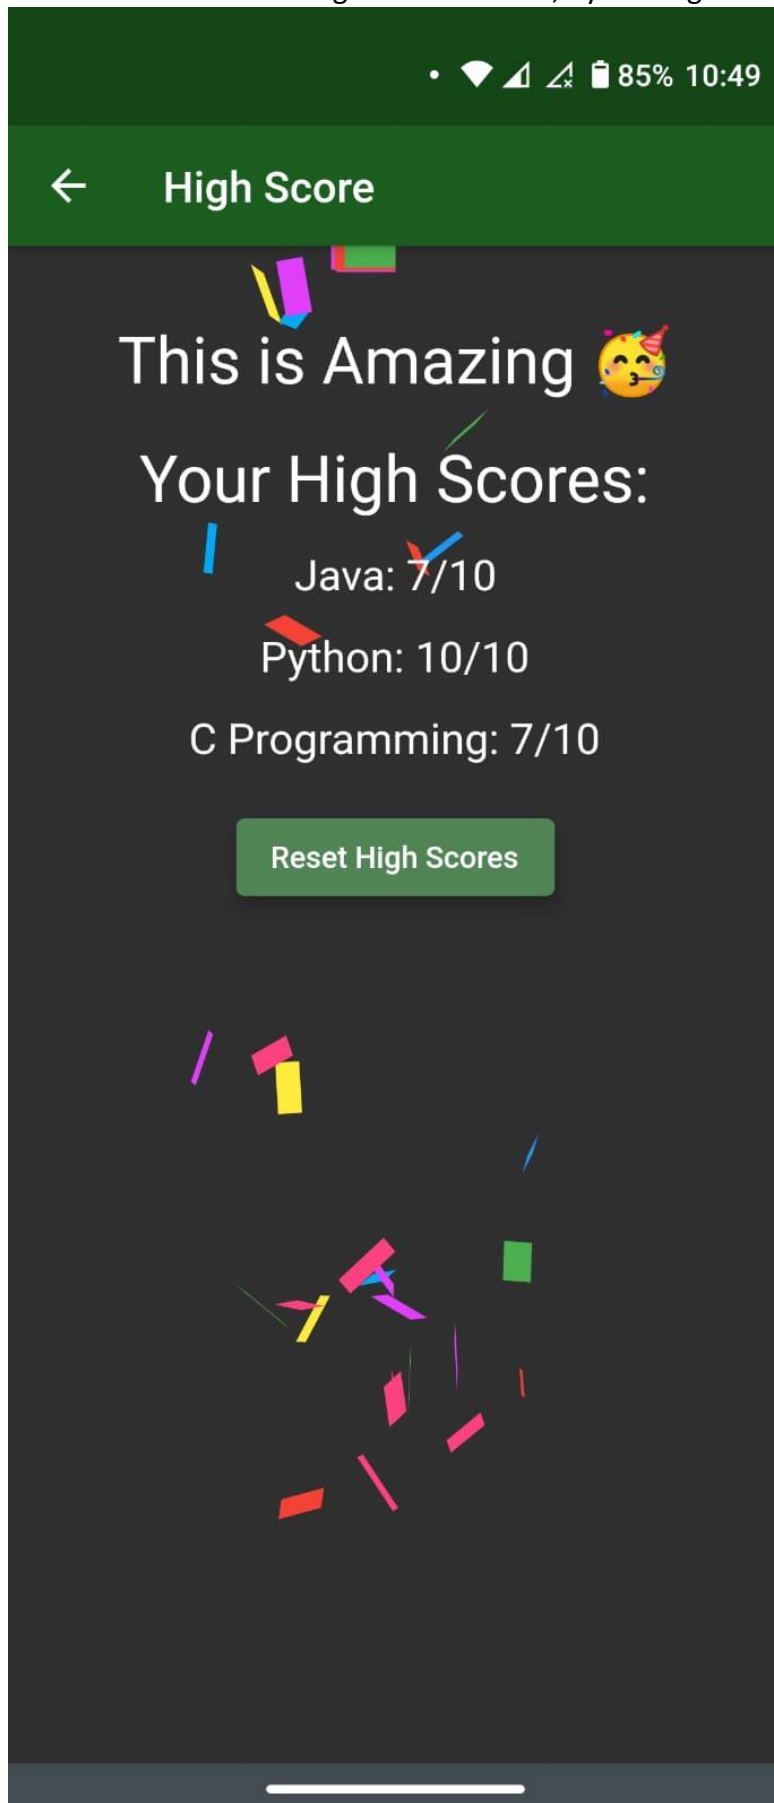 85% 10:49
High Score
This is Amazing 🥳
Your High Scores:
Java: 7/10
Python: 10/10
C Programming: 7/10
Reset High Scores